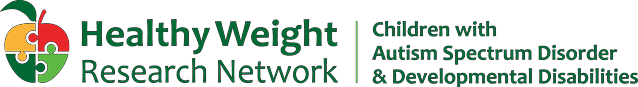 Healthy Weight
Research Network
Children with
Autism Spectrum Disorder
& Developmental Disabilities